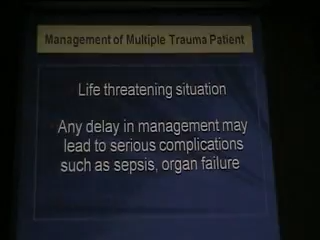 Management of Multiple Trauma Patient
Life threatening situation
Any delay in management may
lead to serious complications
such as sepsis, organ failure